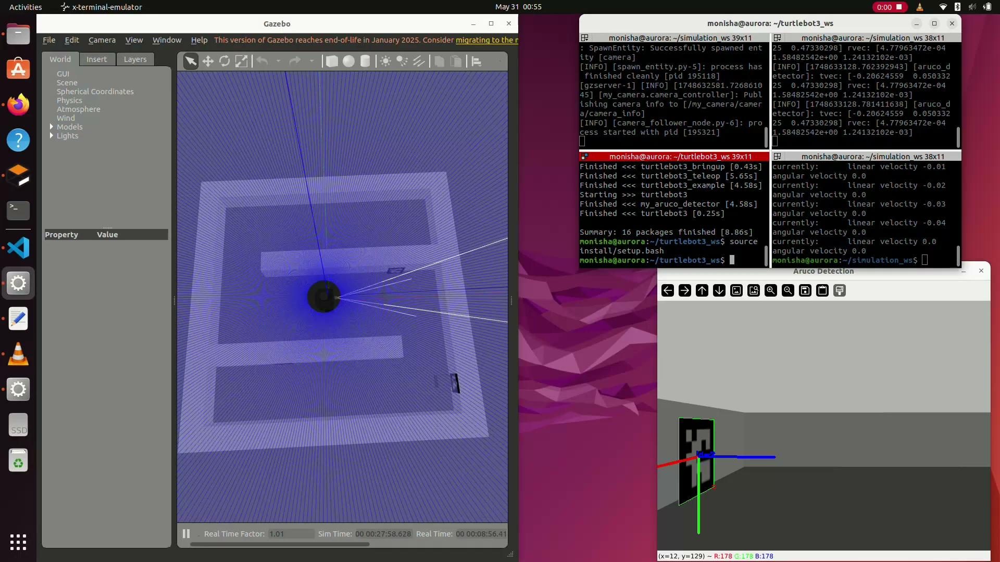 Activities
x-terminal-emulator
May 31 00:55
0:00
Gazebo
File Edit Camera View Window Help This version of Gazebo reaches end-of-life in January 2025. Consider migrating to the n
World Insert Layers
GUI
Scene
Spherical Coordinates
Physics
Atmosphere
Wind
Models
Lights
Property Value
Real Time Factor: 1.01 Sim Time: 00 00:27:58.628 Real Time: 00 00:08:56.41
SSD
monisha@aurora: ~/turtlebot3_ws
monisha@aurora: ~/simulation_ws 39x11
: SpawnEntity: Successfully spawned ent
ity [camera]
[INFO] [spawn_entity.py-5]: process has
finished cleanly [pid 195118]
[gzserver-1] [INFO] [1748632581.7268610
45] [my_camera.camera_controller]: Publ
ishing camera info to [/my_camera/camer
a/camera_info]
[INFO] [camera_follower_node.py-6]: pro
cess started with pid [195321]
monisha@aurora: ~/simulation_ws 38x11
25 0.47330298] rvec: [4.77963472e-04
1.58482542e+00 1.24132102e-03]
[INFO] [1748633128.762392943] [aruco_d
etector]: tvec: [-0.20624559 0.050332
25 0.47330298] rvec: [4.77963472e-04
1.58482542e+00 1.24132102e-03]
[INFO] [1748633128.781411638] [aruco_d
etector]: tvec: [-0.20624559 0.050332
25 0.47330298] rvec: [4.77963472e-04
1.58482542e+00 1.24132102e-03]
monisha@aurora: ~/turtlebot3_ws 39x11
Finished <<< turtlebot3_bringup [0.43s]
Finished <<< turtlebot3_teleop [5.65s]
Finished <<< turtlebot3_example [4.58s]
Starting >>> turtlebot3
Finished <<< my_aruco_detector [4.58s]
Finished <<< turtlebot3 [0.25s]
Summary: 16 packages finished [8.86s]
monisha@aurora:~/turtlebot3_ws$ source
install/setup.bash
monisha@aurora:~/turtlebot3_ws$
monisha@aurora: ~/simulation_ws 38x11
currently: linear velocity -0.01
angular velocity 0.0
currently: linear velocity -0.02
angular velocity 0.0
currently: linear velocity -0.03
angular velocity 0.0
currently: linear velocity -0.04
angular velocity 0.0
currently: linear velocity 0.0
angular velocity 0.0
monisha@aurora:~/simulation_ws$
Aruco Detection
(x=12, y=129) ~ R:178 G:178 B:178